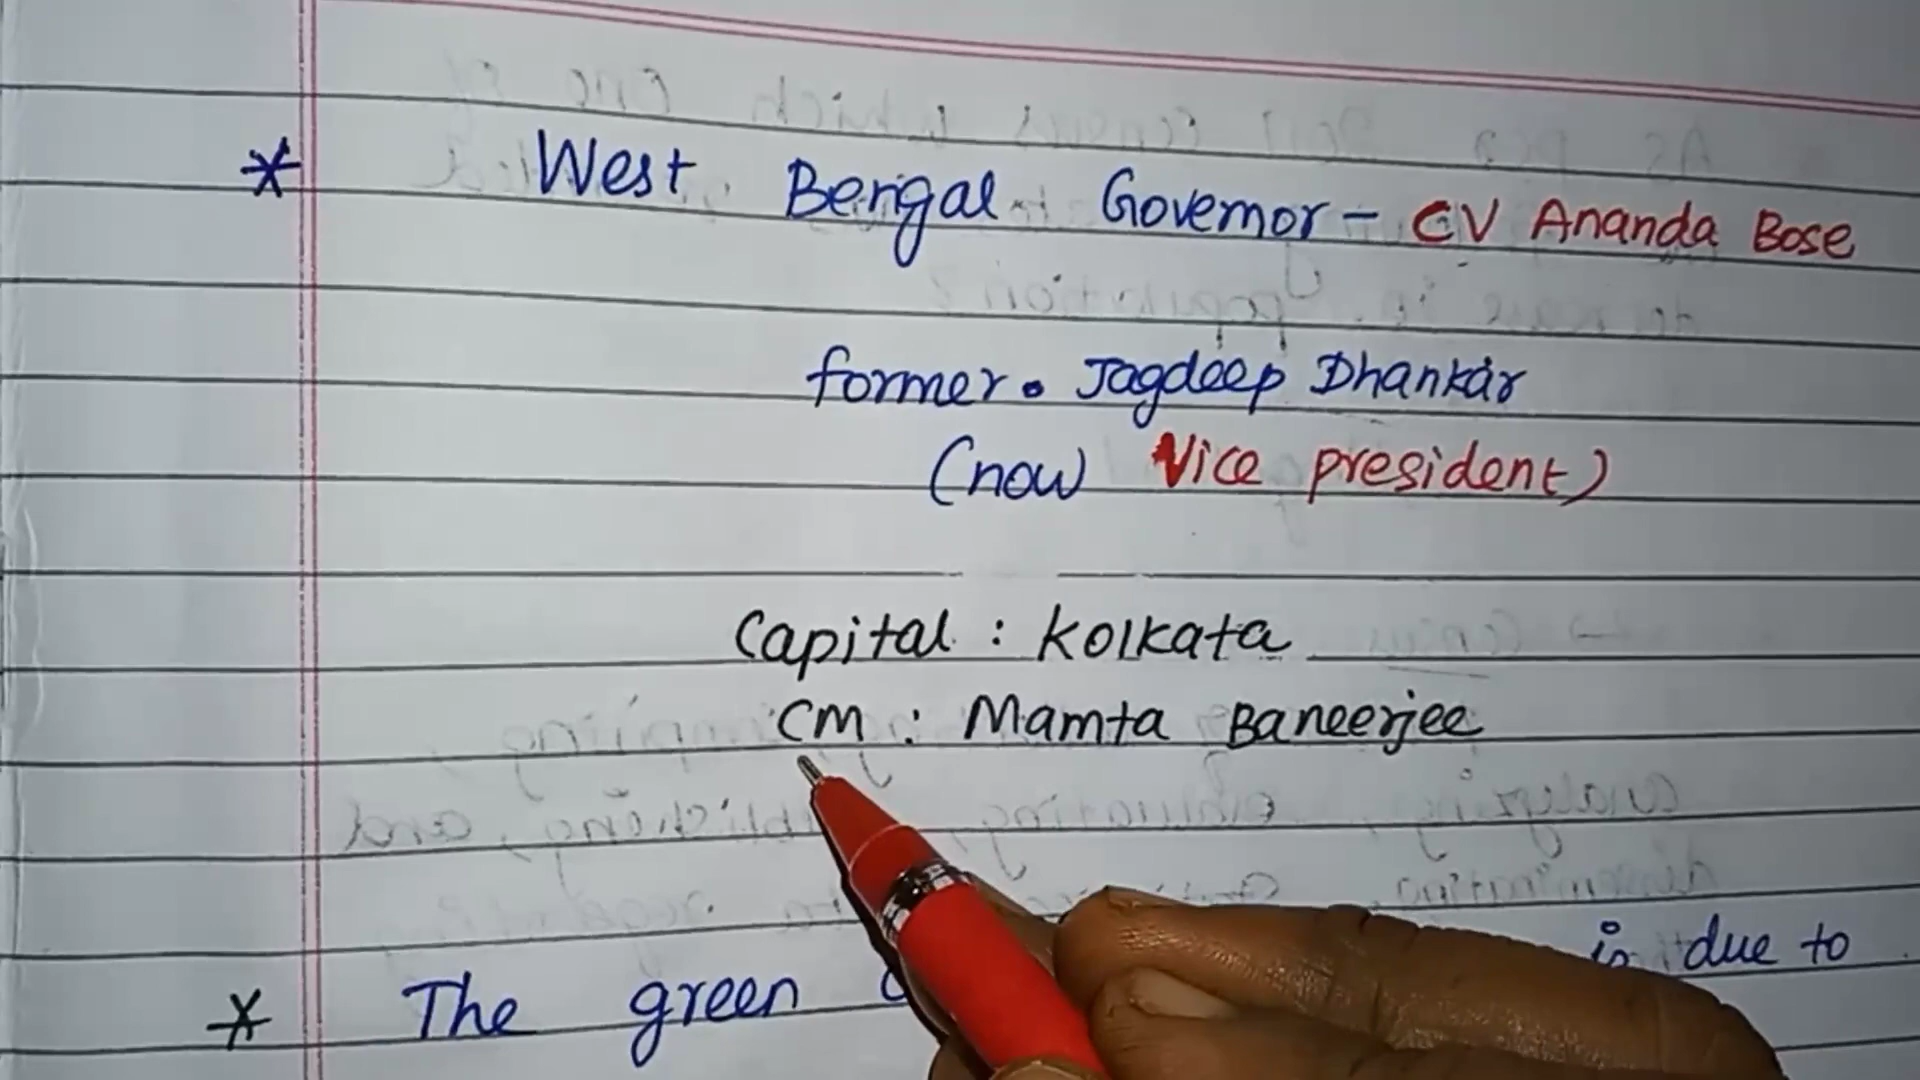 * West Bengal Governor - CV Ananda Bose
former. Jagdeep Dhankar
(now Vice president)
Capital : Kolkata
CM : Mamta Baneerjee
* The green is due to